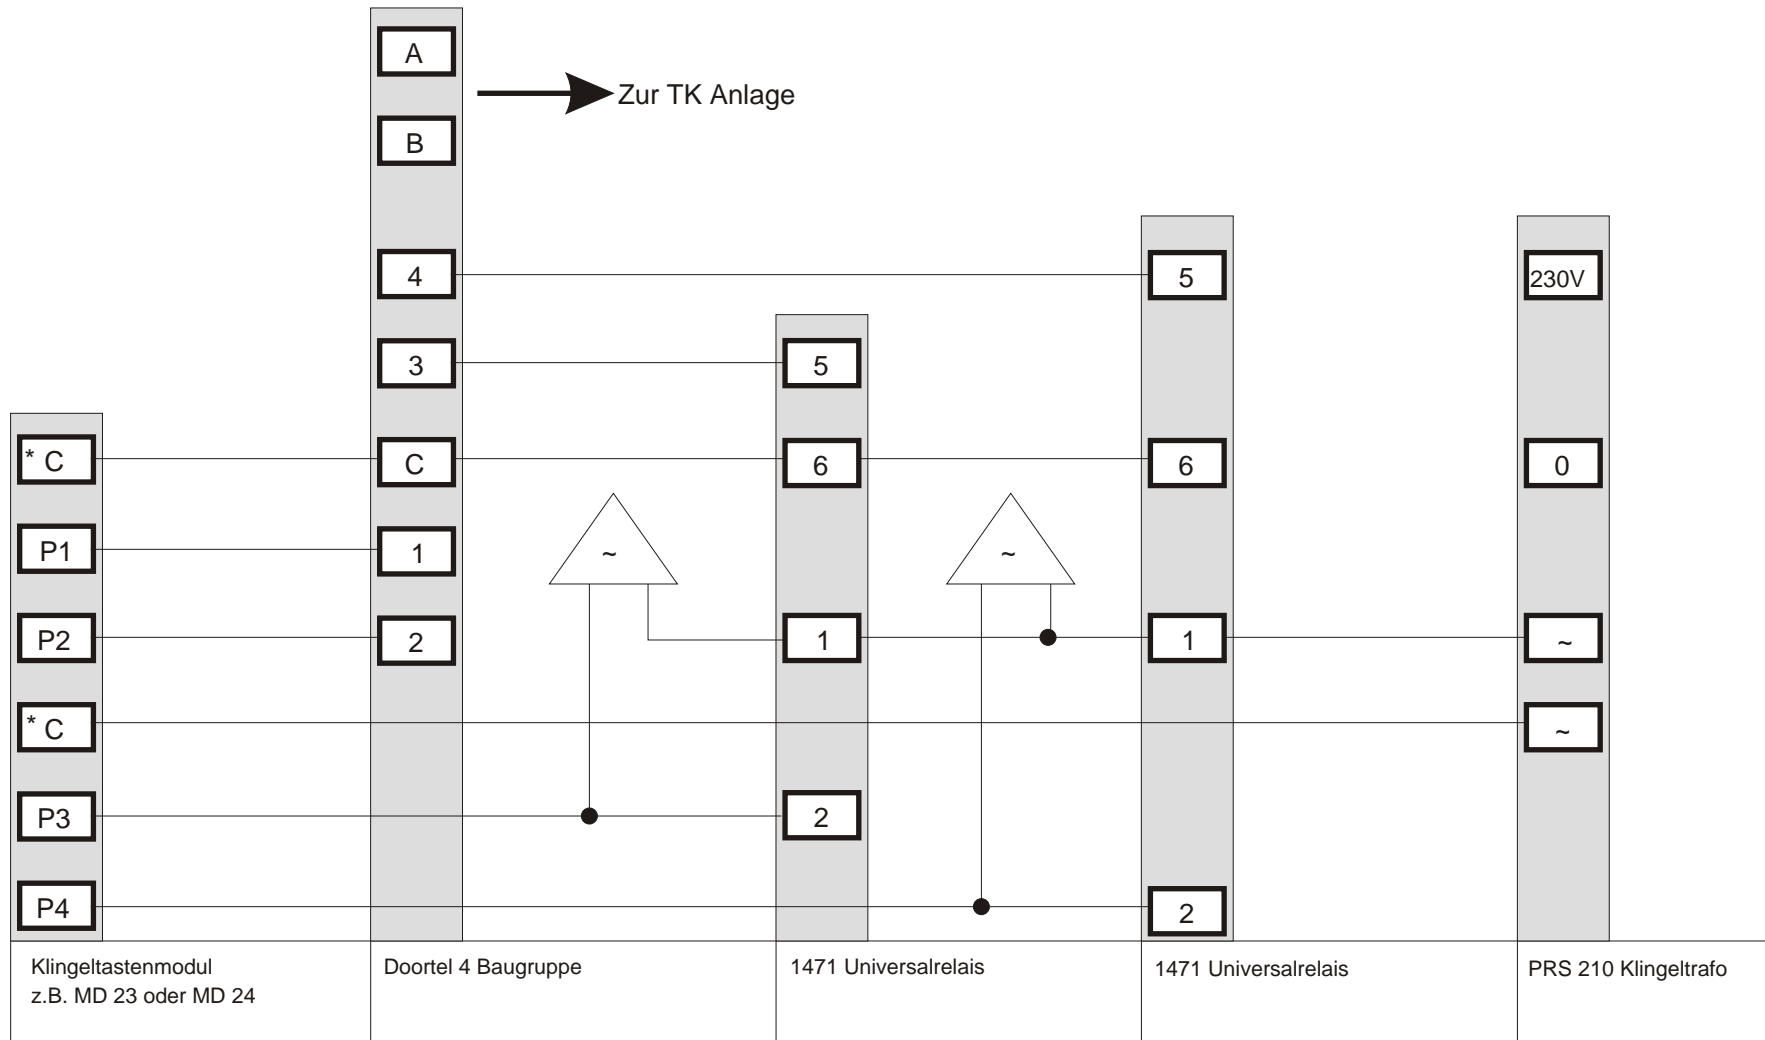 A
Zur TK Anlage
B
4
5
230V
3
5
* C
C
6
6
0
P1
1
~
~
P2
2
1
1
~
* C
~
P3
2
P4
2
Klingeltastenmodul
z.B. MD 23 oder MD 24
Doortel 4 Baugruppe
1471 Universalrelais
1471 Universalrelais
PRS 210 Klingeltrafo